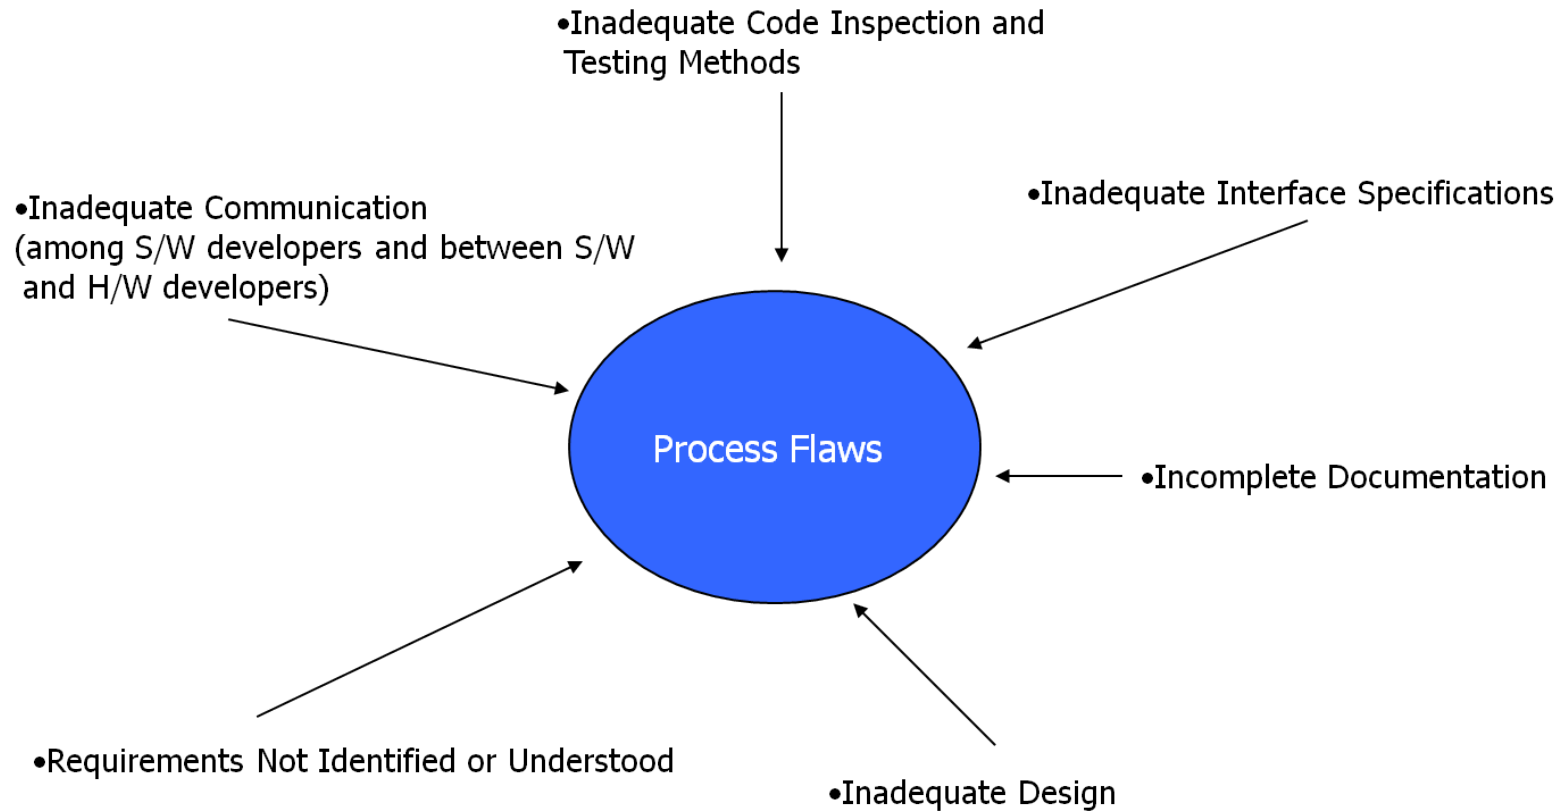 •Inadequate Code Inspection and
Testing Methods
•Inadequate Interface Specifications
•Inadequate Communication
(among S/W developers and between S/W
and H/W developers)
Process Flaws
•Incomplete Documentation
•Requirements Not Identified or Understood
•Inadequate Design